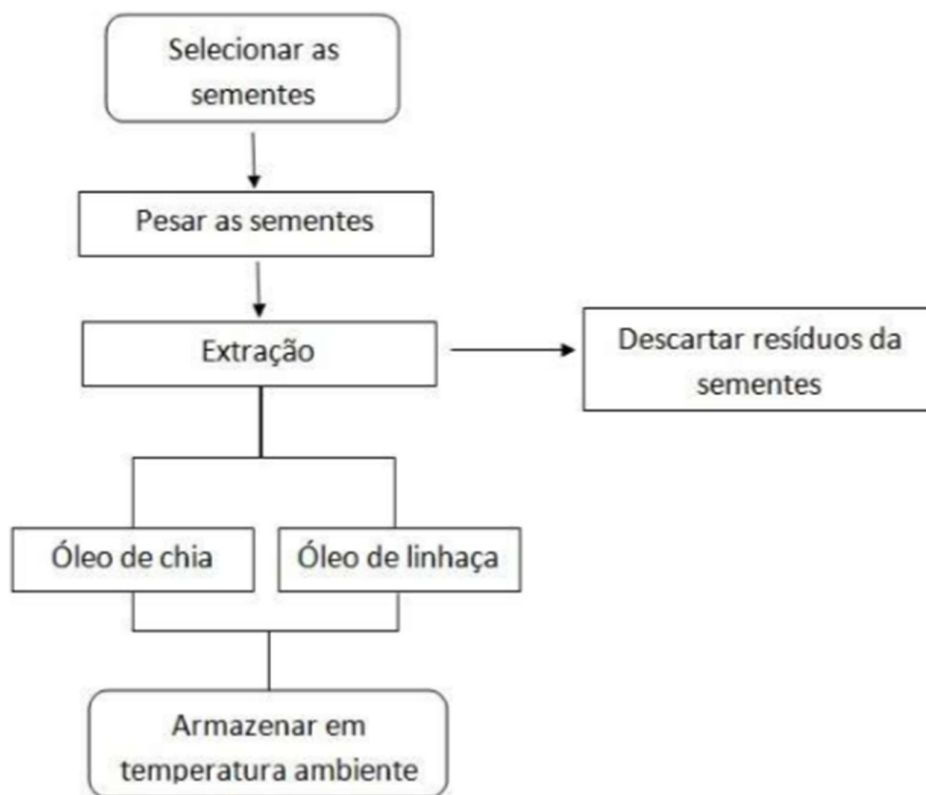 Selecionar as
sementes
Pesar as sementes
Extração
Descartar resíduos da
sementes
Óleo de chia
Óleo de linhaça
Armazenar em
temperatura ambiente